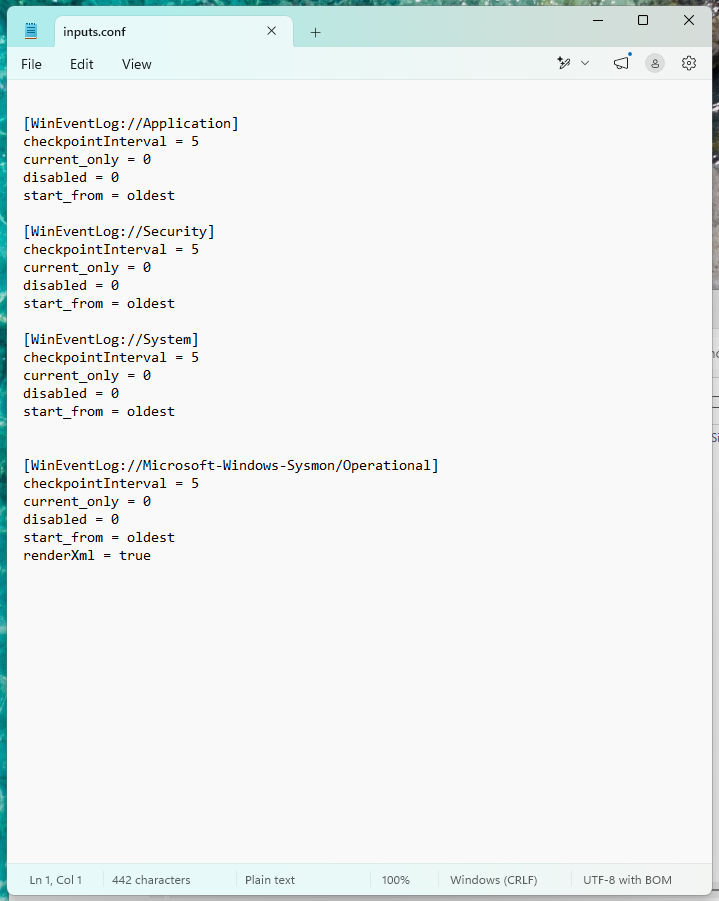 inputs.conf
File Edit View
[WinEventLog://Application]
checkpointInterval = 5
current_only = 0
disabled = 0
start_from = oldest
[WinEventLog://Security]
checkpointInterval = 5
current_only = 0
disabled = 0
start_from = oldest
[WinEventLog://System]
checkpointInterval = 5
current_only = 0
disabled = 0
start_from = oldest
[WinEventLog://Microsoft-Windows-Sysmon/Operational]
checkpointInterval = 5
current_only = 0
disabled = 0
start_from = oldest
renderXml = true
Ln 1, Col 1 442 characters Plain text 100% Windows (CRLF) UTF-8 with BOM